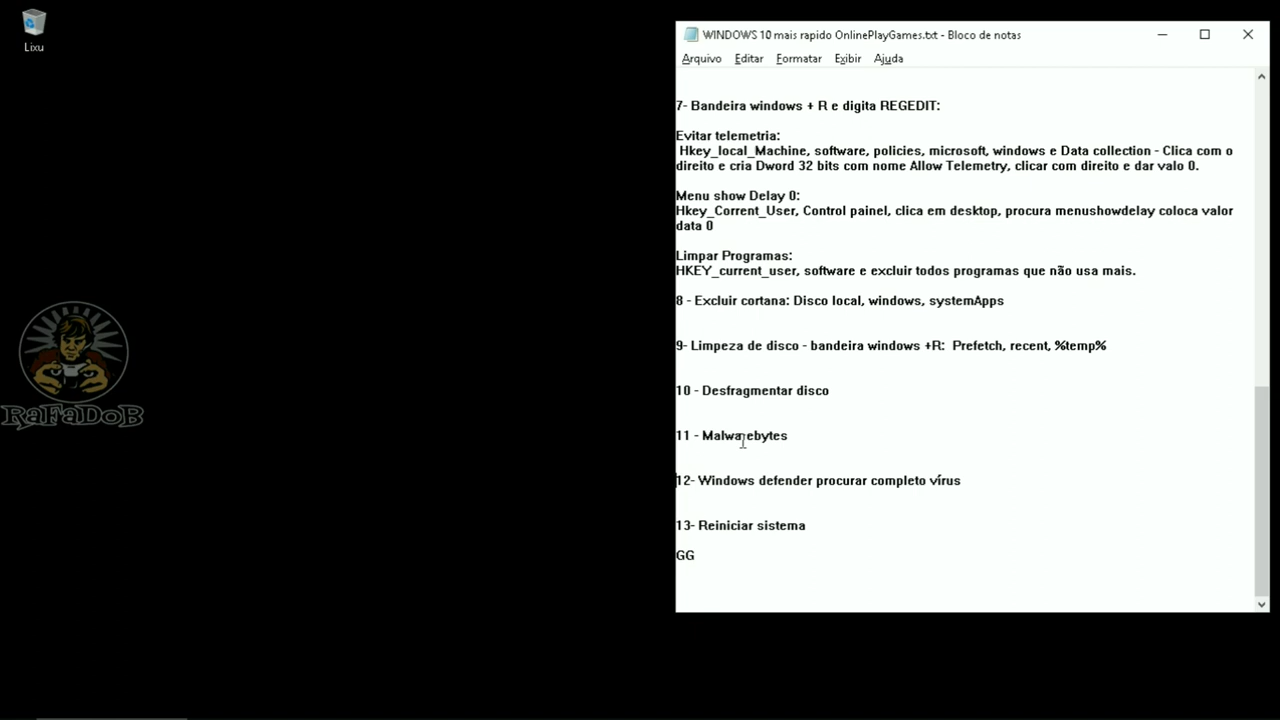 Lixu
WINDOWS 10 mais rapido OnlinePlayGames.txt - Bloco de notas
Arquivo Editar Formatar Exibir Ajuda
7- Bandeira windows + R e digita REGEDIT:
Evitar telemetria:
Hkey_local_Machine, software, policies, microsoft, windows e Data collection - Clica com o
direito e cria Dword 32 bits com nome Allow Telemetry, clicar com direito e dar valo 0.
Menu show Delay 0:
Hkey_Corrent_User, Control painel, clica em desktop, procura menushowdelay coloca valor
data 0
Limpar Programas:
HKEY_current_user, software e excluir todos programas que não usa mais.
8 - Excluir cortana: Disco local, windows, systemApps
9- Limpeza de disco - bandeira windows +R:  Prefetch, recent, %temp%
10 - Desfragmentar disco
11 - Malwarebytes
12- Windows defender procurar completo vírus
13- Reiniciar sistema
GG
RaFaDoB